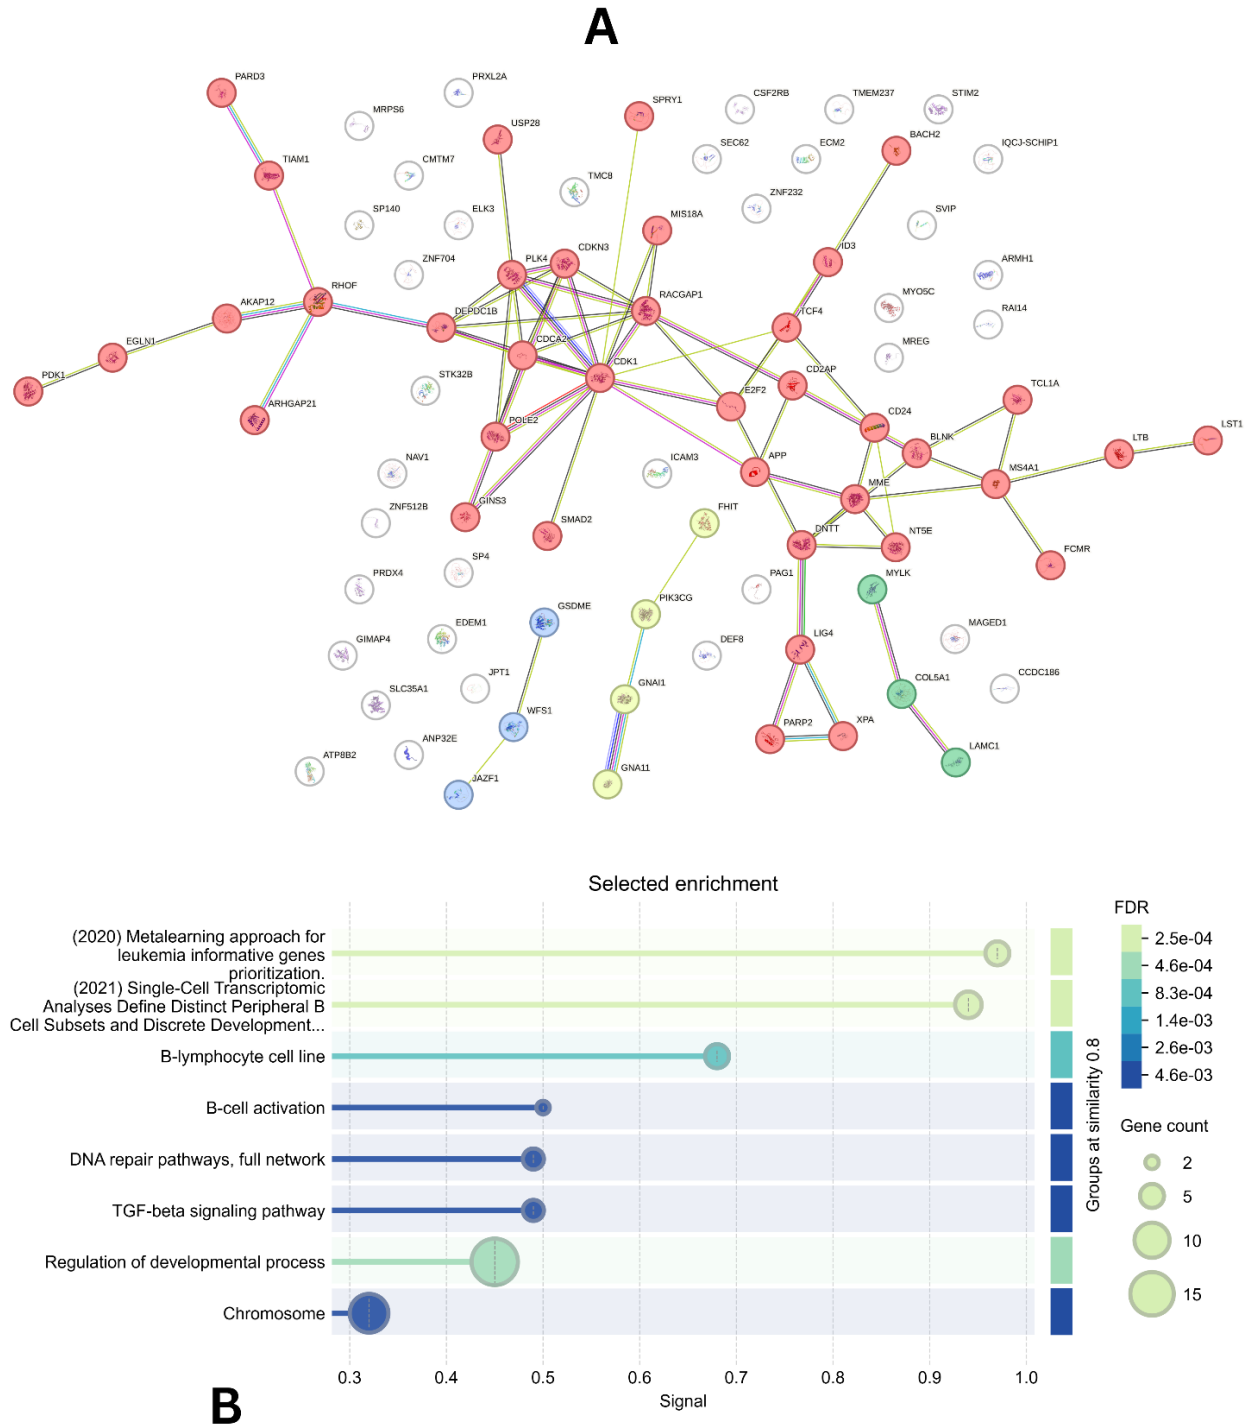 A
PARD3
PRXL2A
MRPS6
SPRY1
CSF2RB
TMEM237
STIM2
USP28
BACH2
SEC62
ECM2
IQCJ-SCHIP1
TIAM1
CMTM7
TMC8
ZNF232
SP140
ELK3
MIS18A
SVIP
ID3
ZNF704
PLK4
CDKN3
ARMH1
RHOF
AKAP12
DEPDC1B
RACGAP1
MYO5C
TCF4
RAI14
EGLN1
CDCA2
MREG
PDK1
CDK1
CD2AP
STK32B
E2F2
TCL1A
ARHGAP21
POLE2
CD24
LST1
BLNK
LTB
NAV1
ICAM3
APP
MS4A1
MME
ZNF512B
GINS3
SMAD2
FHIT
DNTT
NT5E
FCMR
SP4
PRDX4
PAG1
MYLK
GSDME
PIK3CG
EDEM1
GIMAP4
DEF8
LIG4
MAGED1
JPT1
SLC35A1
GNAI1
COL5A1
CCDC186
WFS1
PARP2
XPA
ANP32E
LAMC1
ATP8B2
GNA11
JAZF1
Selected enrichment
(2020) Metalearning approach for
leukemia informative genes
prioritization.
(2021) Single-Cell Transcriptomic
Analyses Define Distinct Peripheral B
Cell Subsets and Discrete Development...
B-lymphocyte cell line
B-cell activation
DNA repair pathways, full network
TGF-beta signaling pathway
Regulation of developmental process
Chromosome
0.3 0.4 0.5 0.6 0.7 0.8 0.9 1.0
Signal
Groups at similarity 0.8
FDR
2.5e-04
4.6e-04
8.3e-04
1.4e-03
2.6e-03
4.6e-03
Gene count
2
5
10
15
B